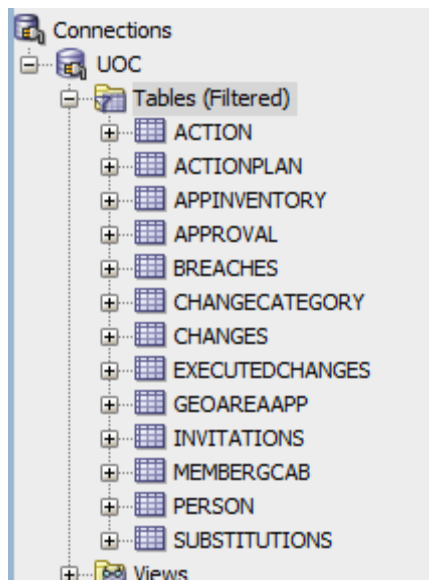 Connections
UOC
Tables (Filtered)
ACTION
ACTIONPLAN
APPINVENTORY
APPROVAL
BREACHES
CHANGECATEGORY
CHANGES
EXECUTEDCHANGES
GEOAREAAPP
INVITATIONS
MEMBERGCAB
PERSON
SUBSTITUTIONS
Views